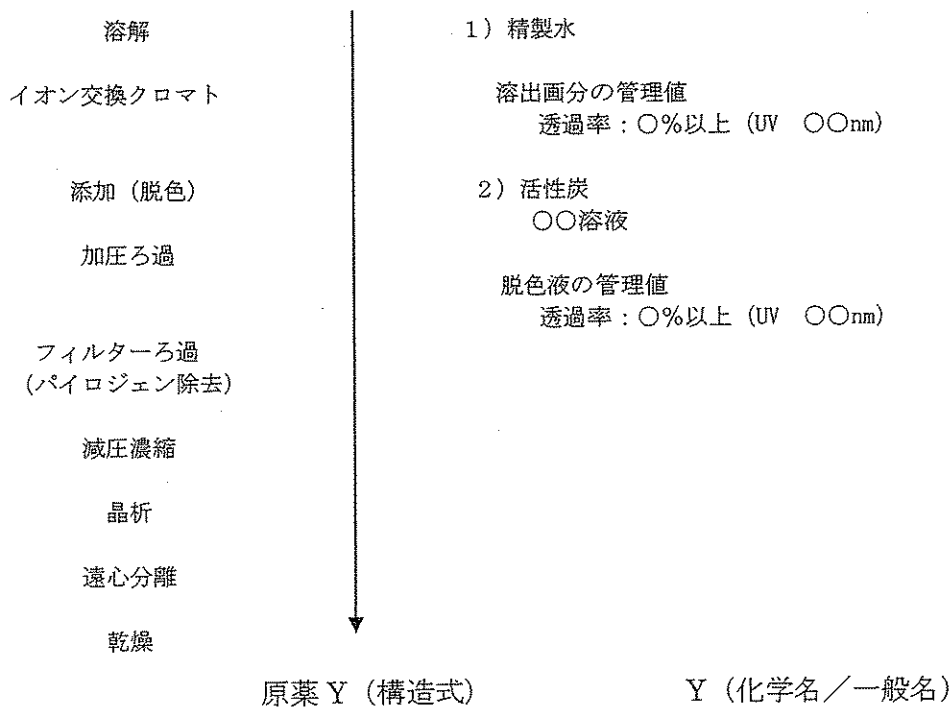 溶解
1）精製水
イオン交換クロマト
溶出画分の管理値
透過率：○％以上（UV　○○nm）
添加（脱色）
2）活性炭
○○溶液
加圧ろ過
脱色液の管理値
透過率：○％以上（UV　○○nm）
フィルターろ過
（パイロジェン除去）
減圧濃縮
晶析
遠心分離
乾燥
原薬Y（構造式）
Y（化学名／一般名）